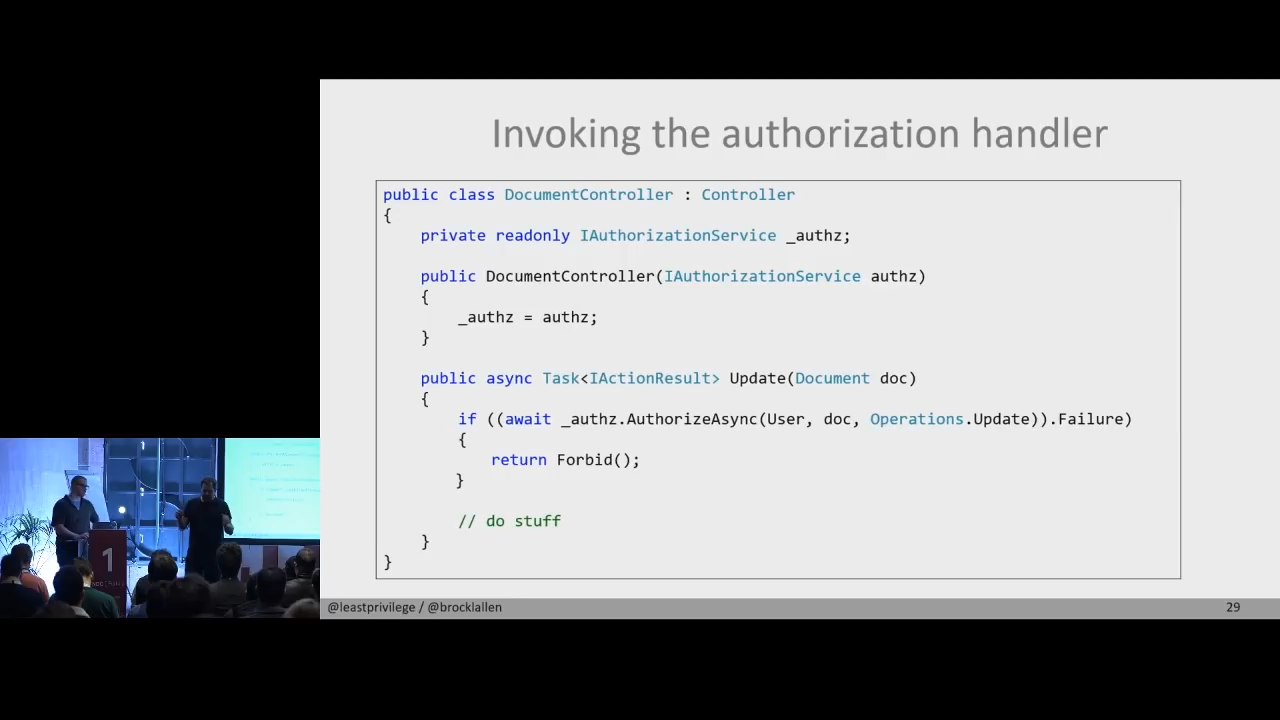 Invoking the authorization handler
public class DocumentController : Controller
{
private readonly IAuthorizationService _authz;
public DocumentController(IAuthorizationService authz)
{
_authz = authz;
}
public async Task<IActionResult> Update(Document doc)
{
if ((await _authz.AuthorizeAsync(User, doc, Operations.Update)).Failure)
{
return Forbid();
}
// do stuff
}
}
@leastprivilege / @brocklallen
29
1